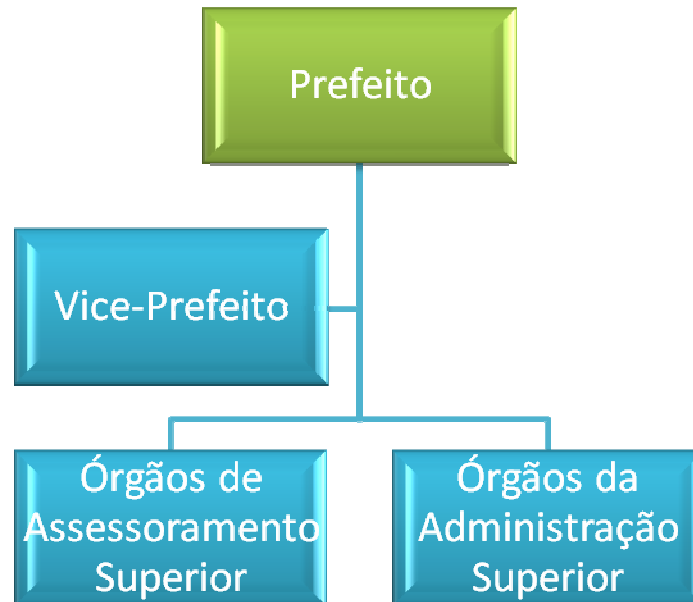 Prefeito
Vice-Prefeito
Órgãos de
Assessoramento
Superior
Órgãos da
Administração
Superior